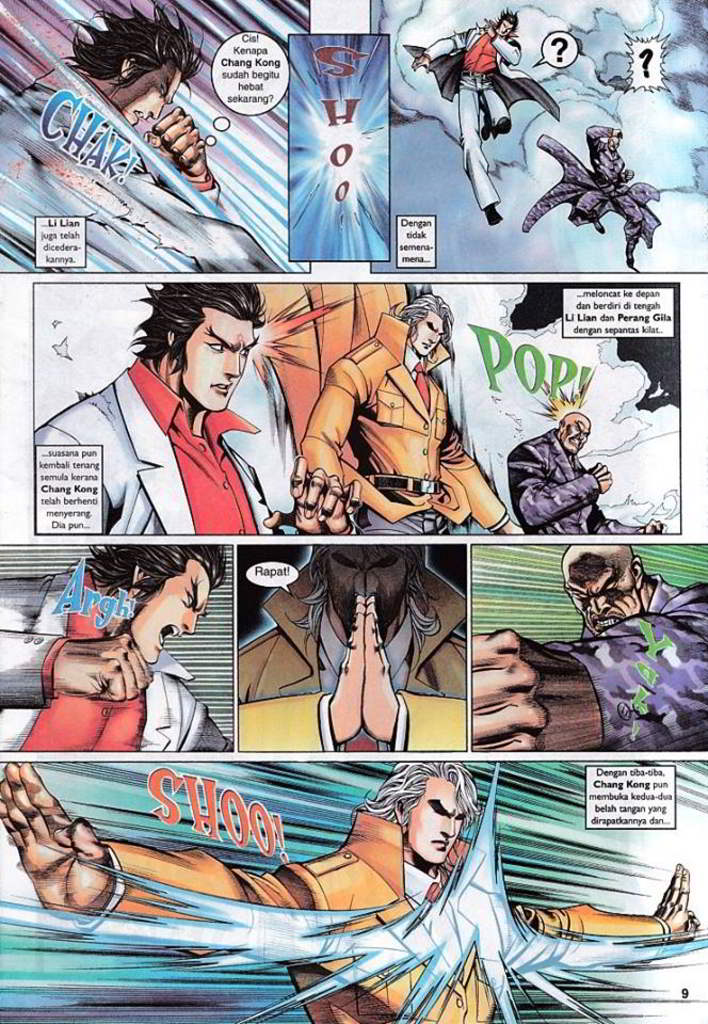 Cis!
Kenapa
Chang Kong
sudah begitu
sekarang?
CHAK!
...Li Lian
juga telah
dicedera-
kannya.
SHOO
?
?
Dengan
tidak
semena-
mena...
...meloncat ke depan
dan berdiri di tengah
Li Lian dan Perang Gila
dengan sepantas kilat..
POP!
...suasana pun
kembali tenang
semula kerana
Chang Kong
telah berhenti
menyerang.
Dia pun...
Argh!
Rapat!
SHOO!
Dengan tiba-tiba,
Chang Kong pun
membuka kedua-dua
belah tangan yang
dirapatkannya dan...
9